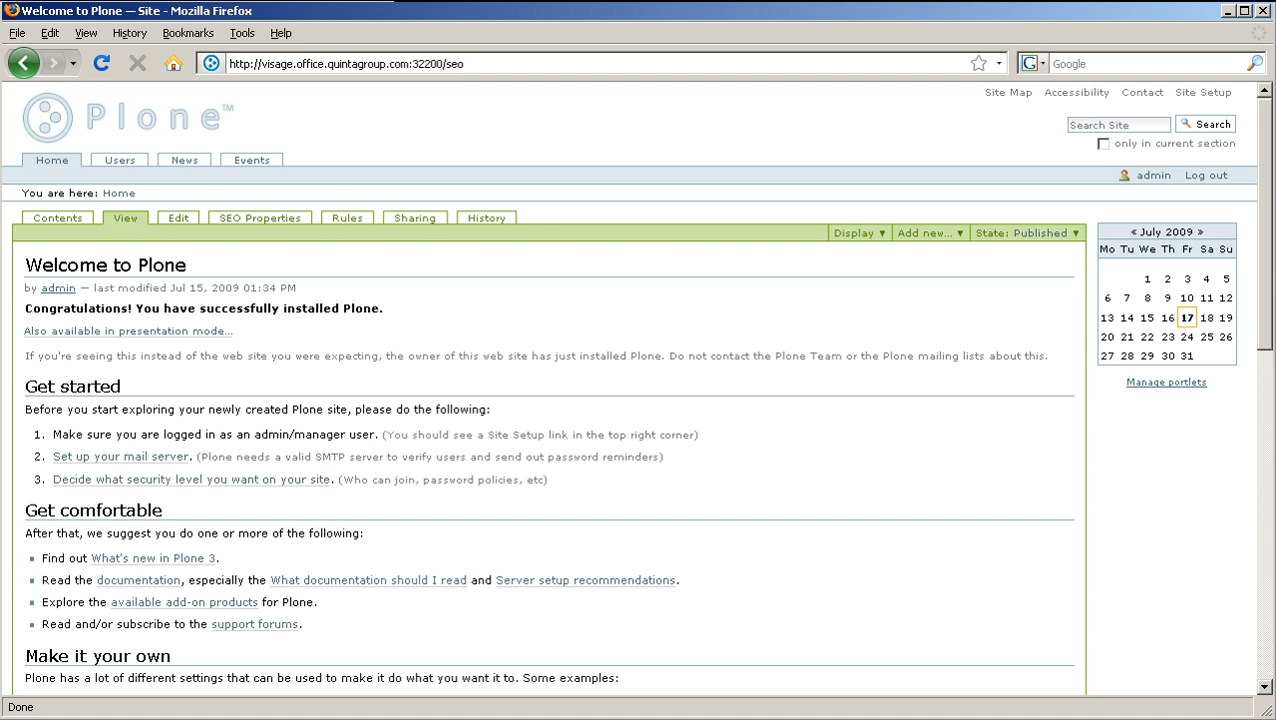 Welcome to Plone — Site - Mozilla Firefox
File Edit View History Bookmarks Tools Help
http://visage.office.quintagroup.com:32200/seo
G Google
Site Map Accessibility Contact Site Setup
Plone™
Search Site Search
only in current section
Home Users News Events
admin Log out
You are here: Home
Contents View Edit SEO Properties Rules Sharing History
Display ▼ Add new... ▼ State: Published ▼
Welcome to Plone
by admin — last modified Jul 15, 2009 01:34 PM
Congratulations! You have successfully installed Plone.
Also available in presentation mode...
If you're seeing this instead of the web site you were expecting, the owner of this web site has just installed Plone. Do not contact the Plone Team or the Plone mailing lists about this.
Get started
Before you start exploring your newly created Plone site, please do the following:
1. Make sure you are logged in as an admin/manager user. (You should see a Site Setup link in the top right corner)
2. Set up your mail server. (Plone needs a valid SMTP server to verify users and send out password reminders)
3. Decide what security level you want on your site. (Who can join, password policies, etc)
Get comfortable
After that, we suggest you do one or more of the following:
Find out What's new in Plone 3.
Read the documentation, especially the What documentation should I read and Server setup recommendations.
Explore the available add-on products for Plone.
Read and/or subscribe to the support forums.
Make it your own
Plone has a lot of different settings that can be used to make it do what you want it to. Some examples:
« July 2009 »
Mo Tu We Th Fr Sa Su
1 2 3 4 5
6 7 8 9 10 11 12
13 14 15 16 17 18 19
20 21 22 23 24 25 26
27 28 29 30 31
Manage portlets
Done